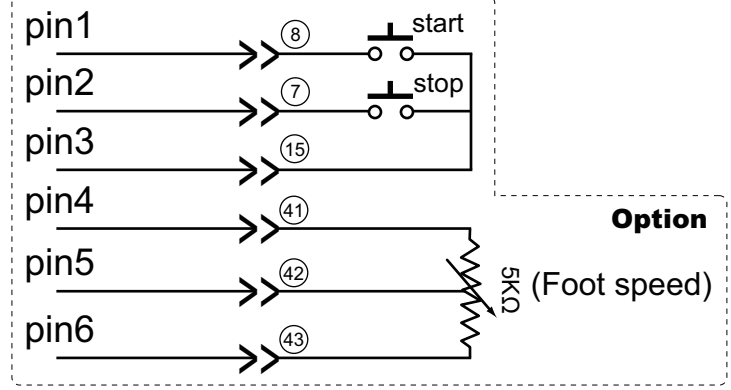 pin1 8 start
pin2 7 stop
pin3 15
pin4 41
Option
pin5 42 5KΩ (Foot speed)
pin6 43